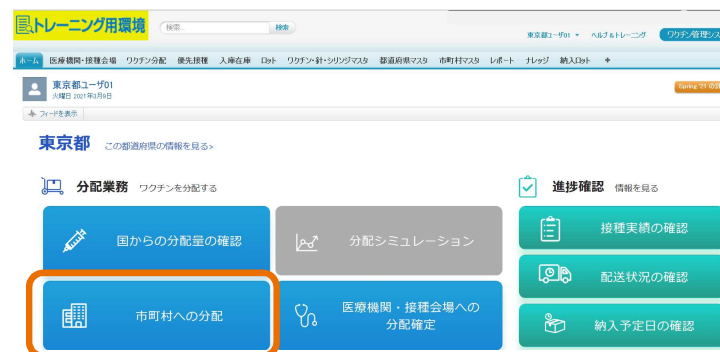 トレーニング用環境
検索...
検索
東京都ユーザ01
ヘルプ&トレーニング
ワクチン管理シス
ホーム 医療機関・接種会場 ワクチン分配 優先接種 入庫在庫 ロット ワクチン・針・シリンジマスタ 都道府県マスタ 市町村マスタ レポート ナレッジ 納入ロット +
東京都ユーザ01
火曜日 2021年3月9日
Spring '21 の
フィードを表示
東京都 この都道府県の情報を見る>
分配業務 ワクチンを分配する
進捗確認 情報を見る
国からの分配量の確認
分配シミュレーション
接種実績の確認
配送状況の確認
市町村への分配
医療機関・接種会場への
分配確定
納入予定日の確認